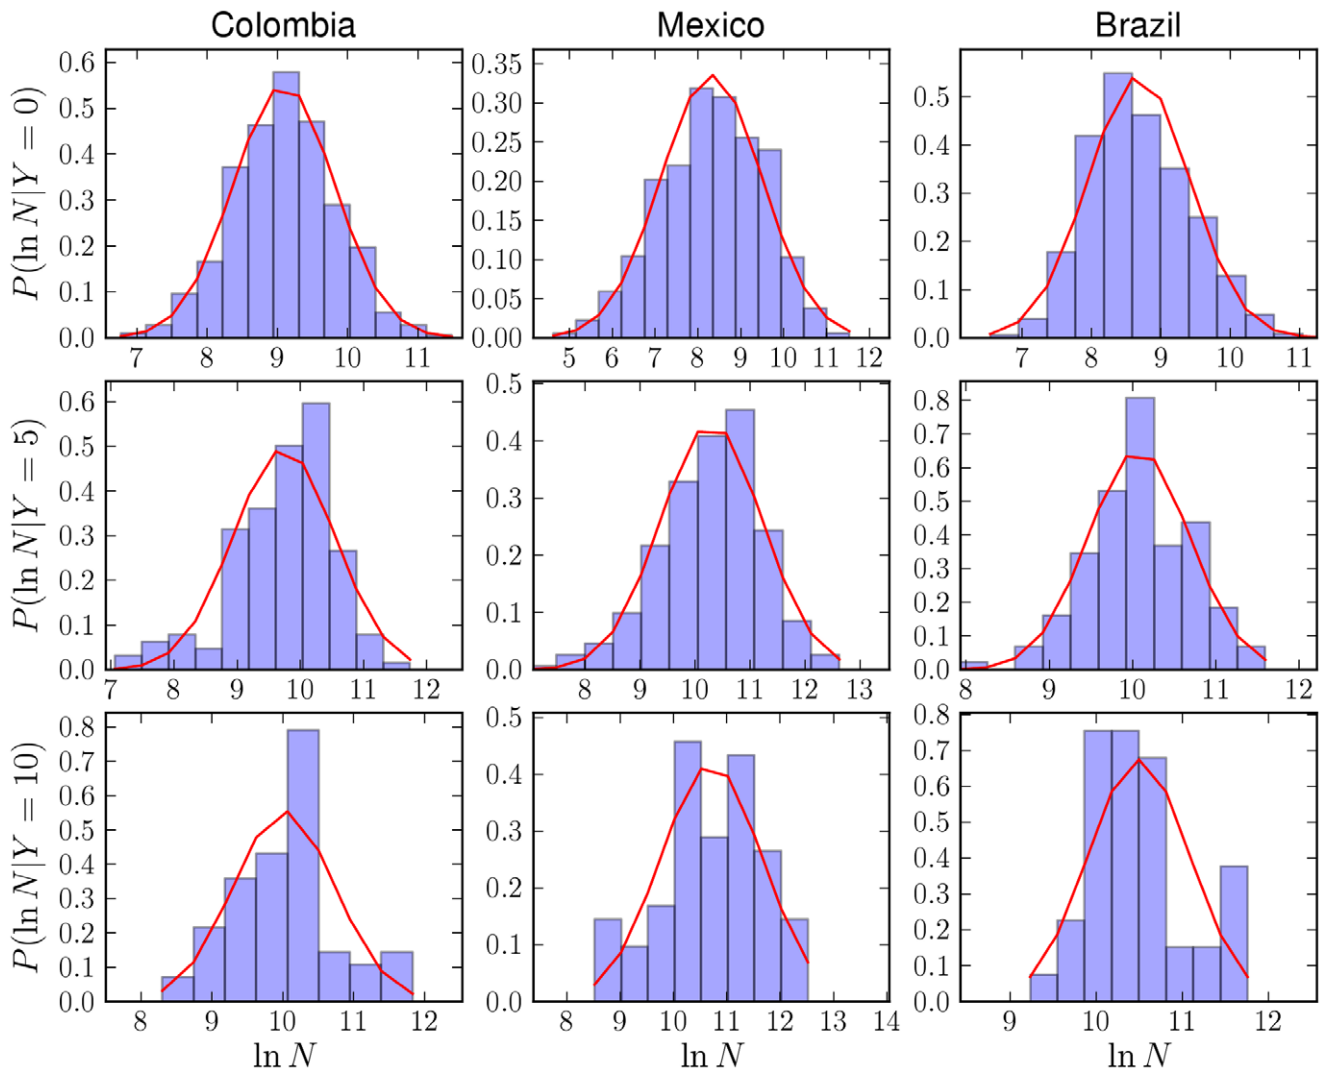 Colombia Mexico Brazil
P(ln N|Y = 0)
0.6 0.5 0.4 0.3 0.2 0.1 0.0
7 8 9 10 11
0.35 0.30 0.25 0.20 0.15 0.10 0.05 0.00
5 6 7 8 9 10 11 12
0.5 0.4 0.3 0.2 0.1 0.0
7 8 9 10 11
P(ln N|Y = 5)
0.6 0.5 0.4 0.3 0.2 0.1 0.0
7 8 9 10 11 12
0.5 0.4 0.3 0.2 0.1 0.0
8 9 10 11 12 13
0.8 0.7 0.6 0.5 0.4 0.3 0.2 0.1 0.0
8 9 10 11 12
P(ln N|Y = 10)
0.8 0.7 0.6 0.5 0.4 0.3 0.2 0.1 0.0
8 9 10 11 12
0.5 0.4 0.3 0.2 0.1 0.0
8 9 10 11 12 13 14
0.8 0.7 0.6 0.5 0.4 0.3 0.2 0.1 0.0
9 10 11 12
ln N ln N ln N